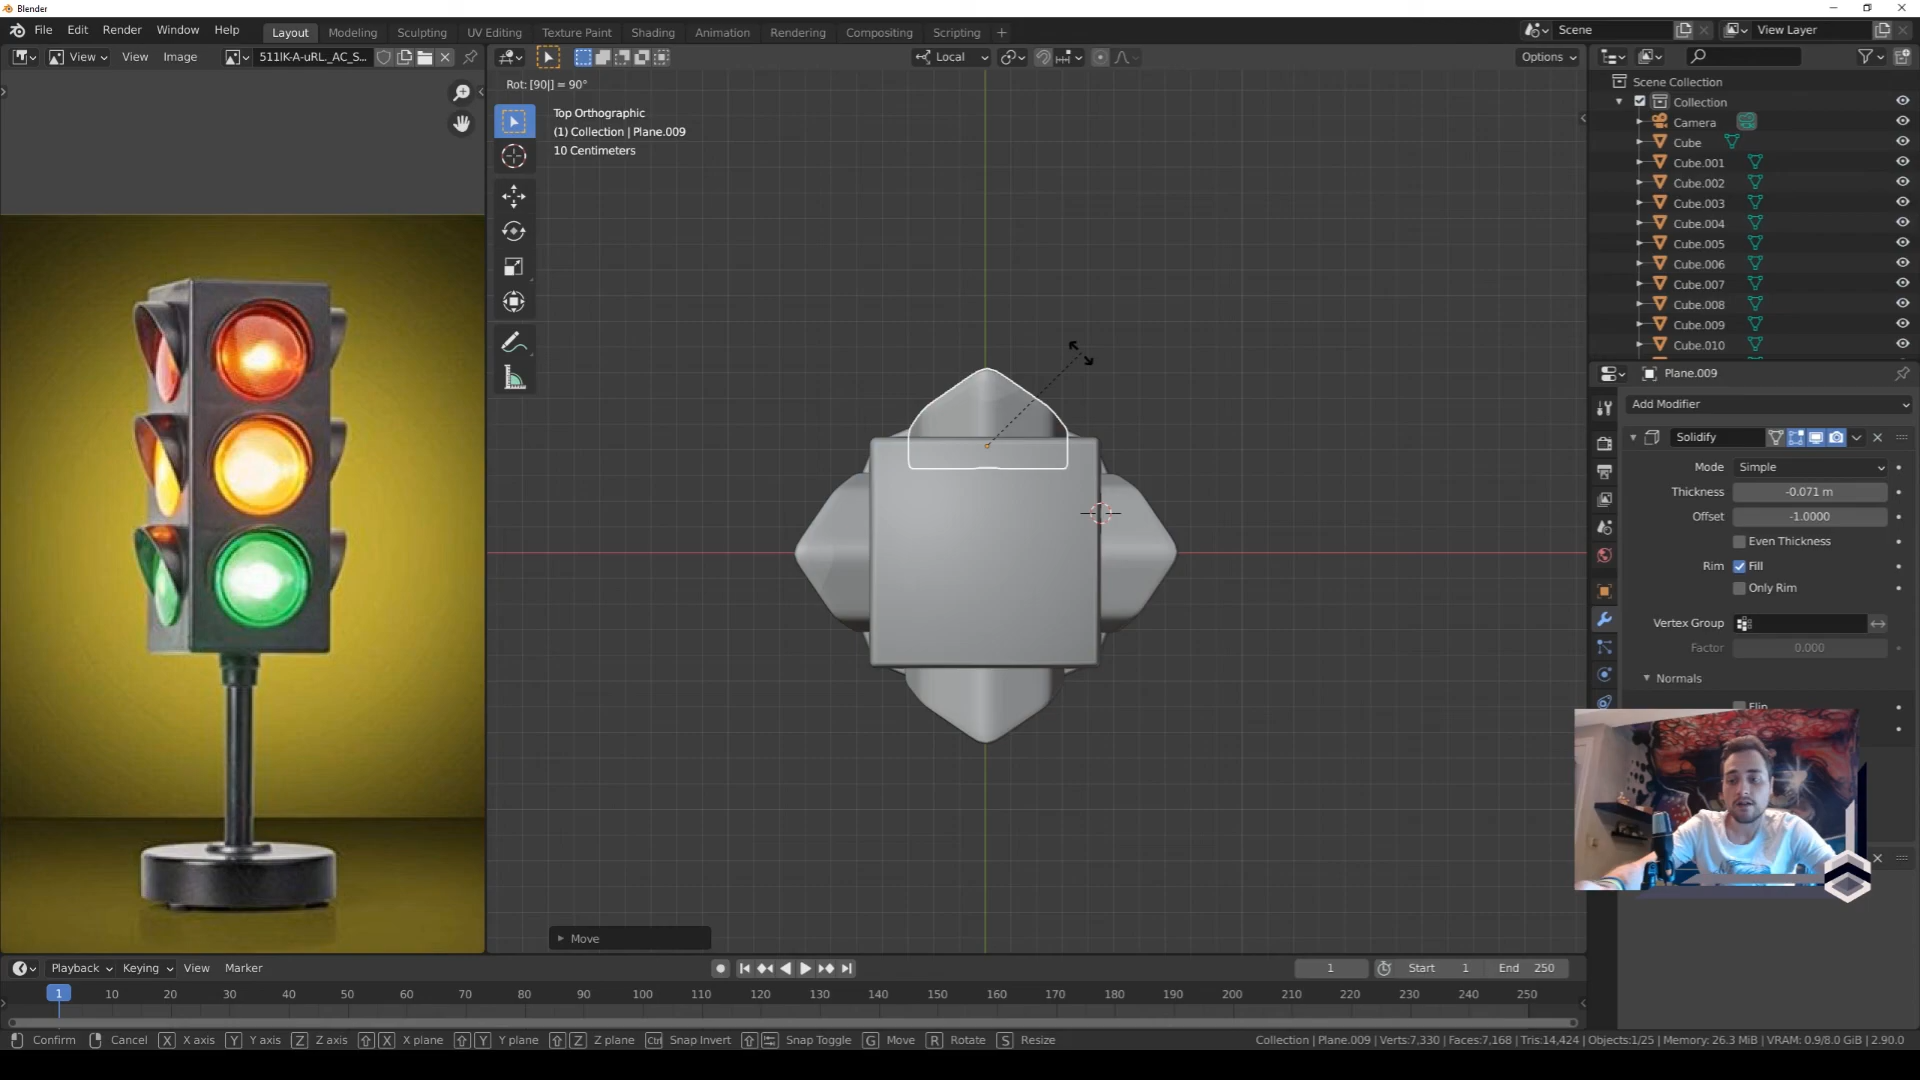 Blender
File Edit Render Window Help
Layout Modeling Sculpting UV Editing Texture Paint Shading Animation Rendering Compositing Scripting +
Scene
View Layer
View View Image 511lK-A-uRL_AC_S...
Local
Options
Rot: [90|] = 90°
Top Orthographic
(1) Collection | Plane.009
10 Centimeters
Scene Collection
Collection
Camera
Cube
Cube.001
Cube.002
Cube.003
Cube.004
Cube.005
Cube.006
Cube.007
Cube.008
Cube.009
Cube.010
Plane.009
Add Modifier
Solidify
Mode Simple
Thickness -0.071 m
Offset -1.0000
Even Thickness
Rim Fill
Only Rim
Vertex Group
Factor 0.000
Normals
Flip
Move
Playback Keying View Marker
1 Start 1 End 250
1 10 20 30 40 50 60 70 80 90 100 110 120 130 140 150 160 170 180 190 200 210 220 230 240 250
Confirm Cancel X X axis Y Y axis Z Z axis X X plane Y Y plane Z Z plane Ctrl Snap Invert Snap Toggle G Move R Rotate S Resize
Collection | Plane.009 | Verts:7,330 | Faces:7,168 | Tris:14,424 | Objects:1/25 | Memory: 26.3 MiB | VRAM: 0.9/8.0 GiB | 2.90.0